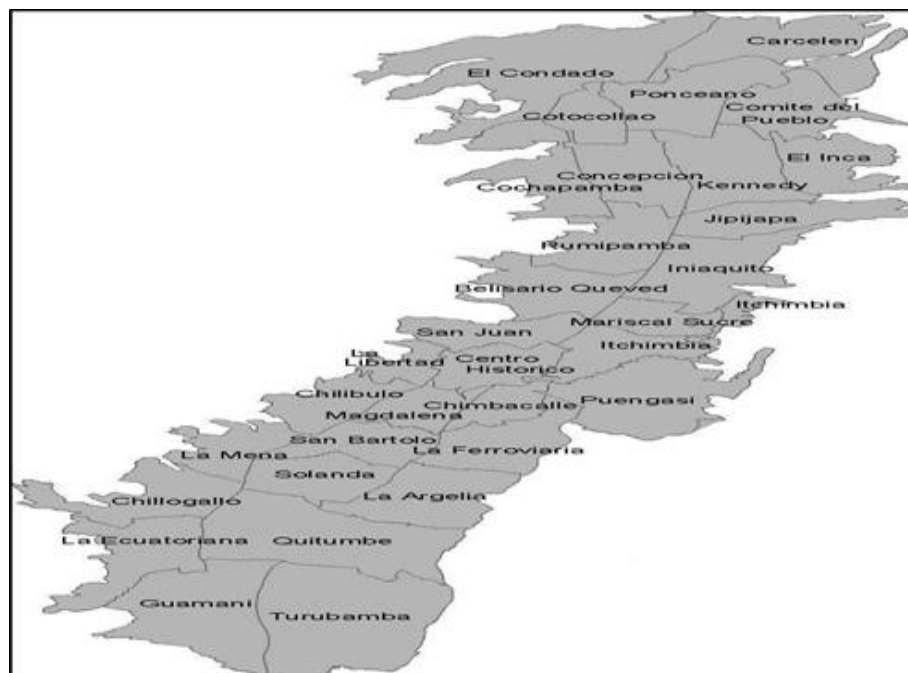 Carcelen
El Condado
Ponceano
Comite del
Pueblo
Cotocollao
El Inca
Concepcion
Cochapamba
Kennedy
Jipijapa
Rumipamba
Iniaquito
Belisario Queved
Itchimbia
Mariscal Sucre
San Juan
Itchimbia
La
Libertad
Centro
Historico
Chilibulo
Magdalena
Chimbacalle
Puengasi
San Bartolo
La Ferroviaria
La Mena
Solanda
La Argelia
Chillogallo
La Ecuatoriana
Quitumbe
Guamani
Turubamba